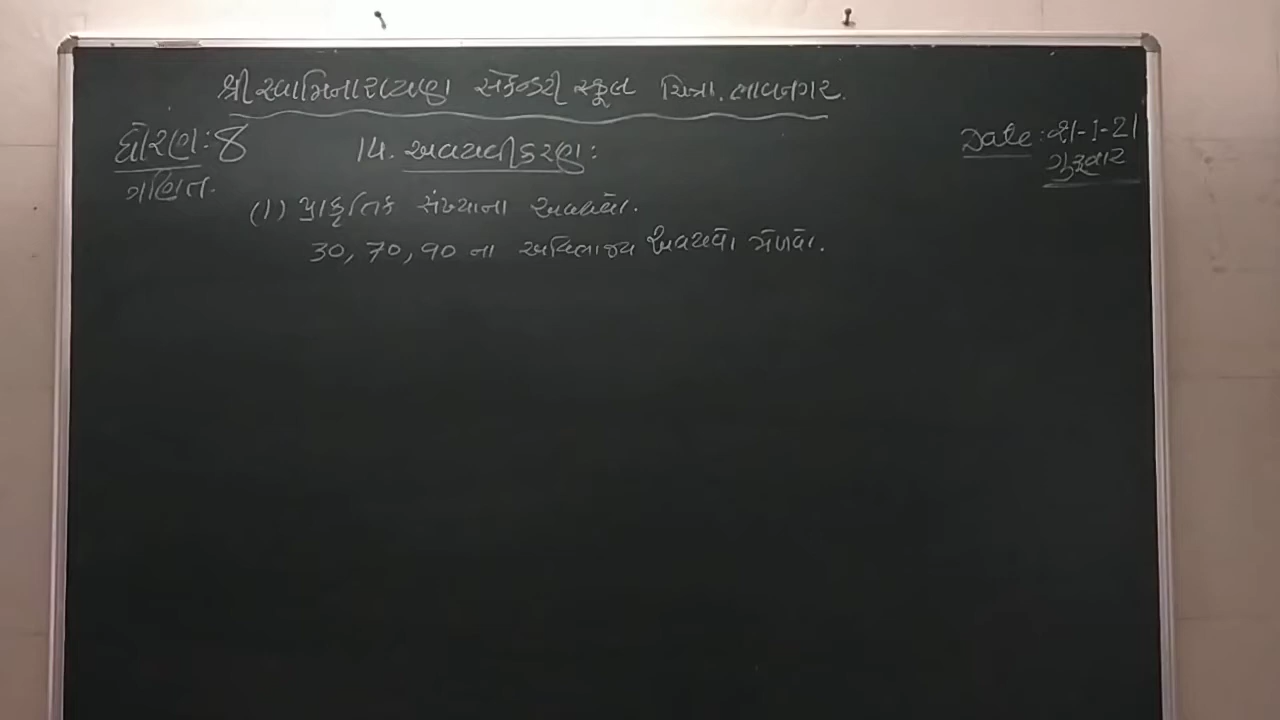 શ્રી સ્વામિનારાયણ સેકન્ડરી સ્કૂલ ચિત્રા. ભાવનગર.
ધોરણ: 8
ગણિત.
14. અવયવીકરણ:
Date: 21-1-21
ગુરૂવાર
(1) પ્રાકૃતિક સંખ્યાના અવયવો.
30, 70, 90 ના અવિભાજ્ય અવયવો મેળવો.